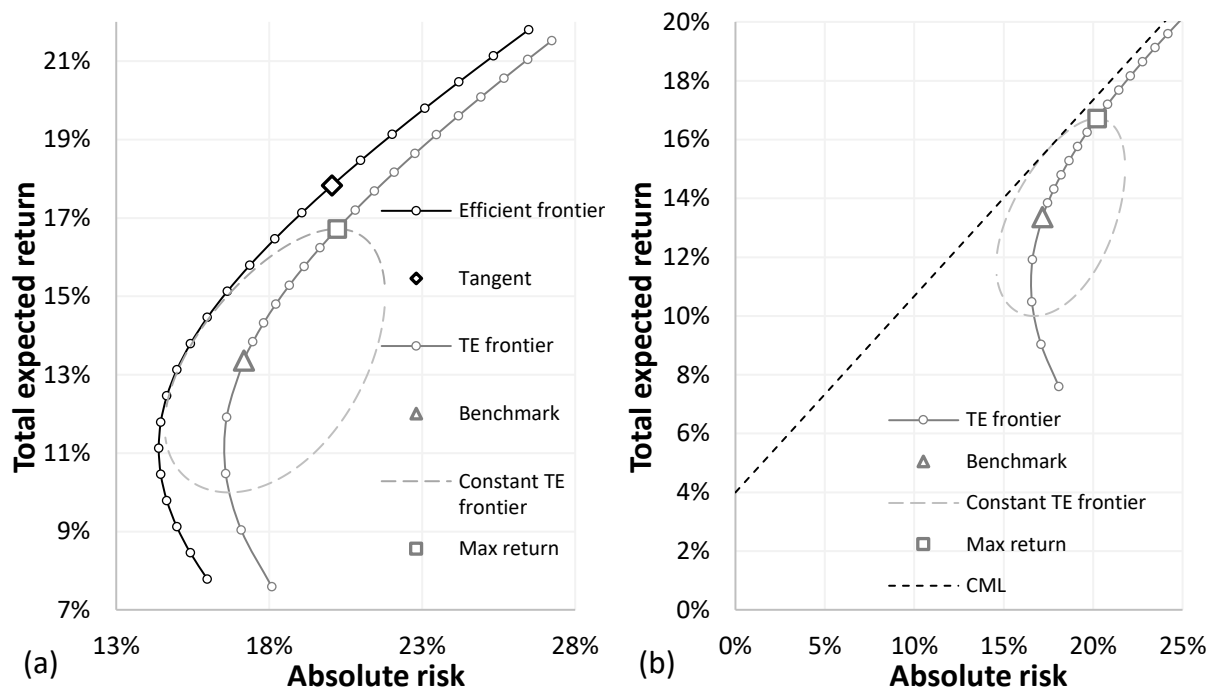 21%
19%
17%
15%
13%
11%
9%
7%
13%
18%
23%
28%
Total expected return
Absolute risk
(a)
Efficient frontier
Tangent
TE frontier
Benchmark
Constant TE
frontier
Max return
20%
18%
16%
14%
12%
10%
8%
6%
4%
2%
0%
0%
5%
10%
15%
20%
25%
Total expected return
Absolute risk
(b)
TE frontier
Benchmark
Constant TE frontier
Max return
CML